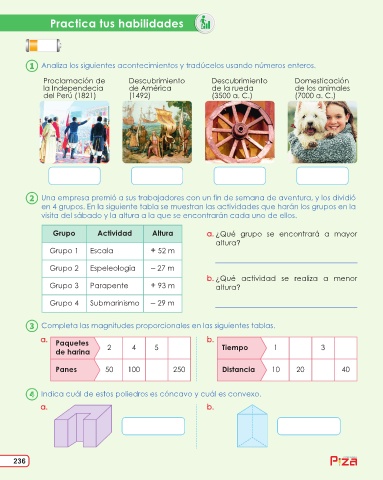 Practica tus habilidades
1 Analiza los siguientes acontecimientos y tradúcelos usando números enteros.
Proclamación de la Independecia del Perú (1821)
Descubrimiento de América (1492)
Descubrimiento de la rueda (3500 a. C.)
Domesticación de los animales (7000 a. C.)
2 Una empresa premió a sus trabajadores con un fin de semana de aventura, y los dividió
en 4 grupos. En la siguiente tabla se muestran las actividades que harán los grupos en la
visita del sábado y la altura a la que se encontrarán cada uno de ellos.
Grupo Actividad Altura
Grupo 1 Escala + 52 m
Grupo 2 Espeleología – 27 m
Grupo 3 Parapente + 93 m
Grupo 4 Submarinismo – 29 m
a. ¿Qué grupo se encontrará a mayor
altura?
b. ¿Qué actividad se realiza a menor
altura?
3 Completa las magnitudes proporcionales en las siguientes tablas.
a.
Paquetes de harina 2 4 5
Panes 50 100 250
b.
Tiempo 1 3
Distancia 10 20 40
4 Indica cuál de estos poliedros es cóncavo y cuál es convexo.
a.
b.
236
Piza